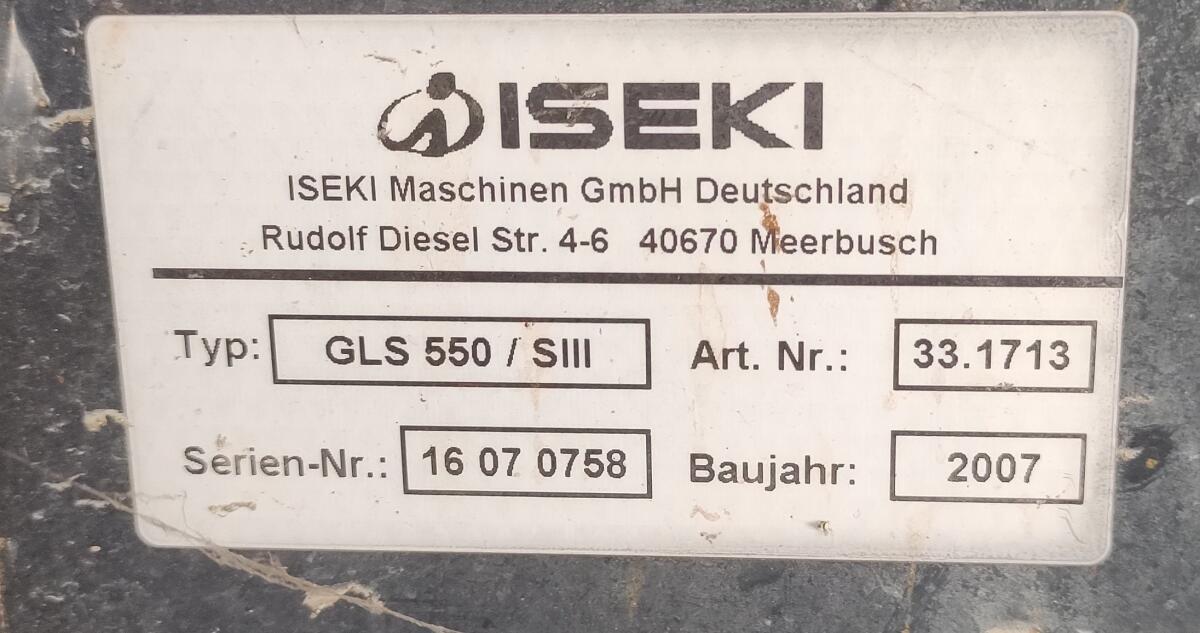 ISEKI
ISEKI Maschinen GmbH Deutschland
Rudolf Diesel Str. 4-6 40670 Meerbusch
Typ: GLS 550 / SIII Art. Nr.: 33.1713
Serien-Nr.: 16 07 0758 Baujahr: 2007